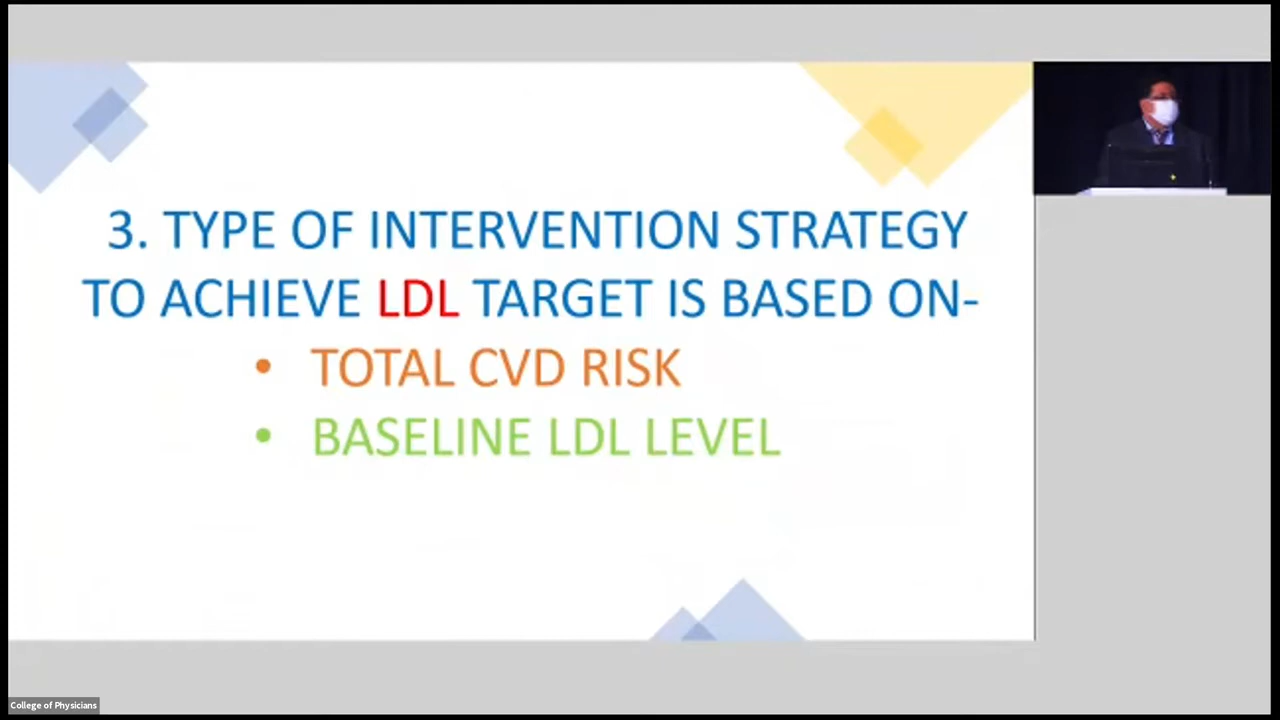 3. TYPE OF INTERVENTION STRATEGY
TO ACHIEVE LDL TARGET IS BASED ON-
• TOTAL CVD RISK
• BASELINE LDL LEVEL
College of Physicians